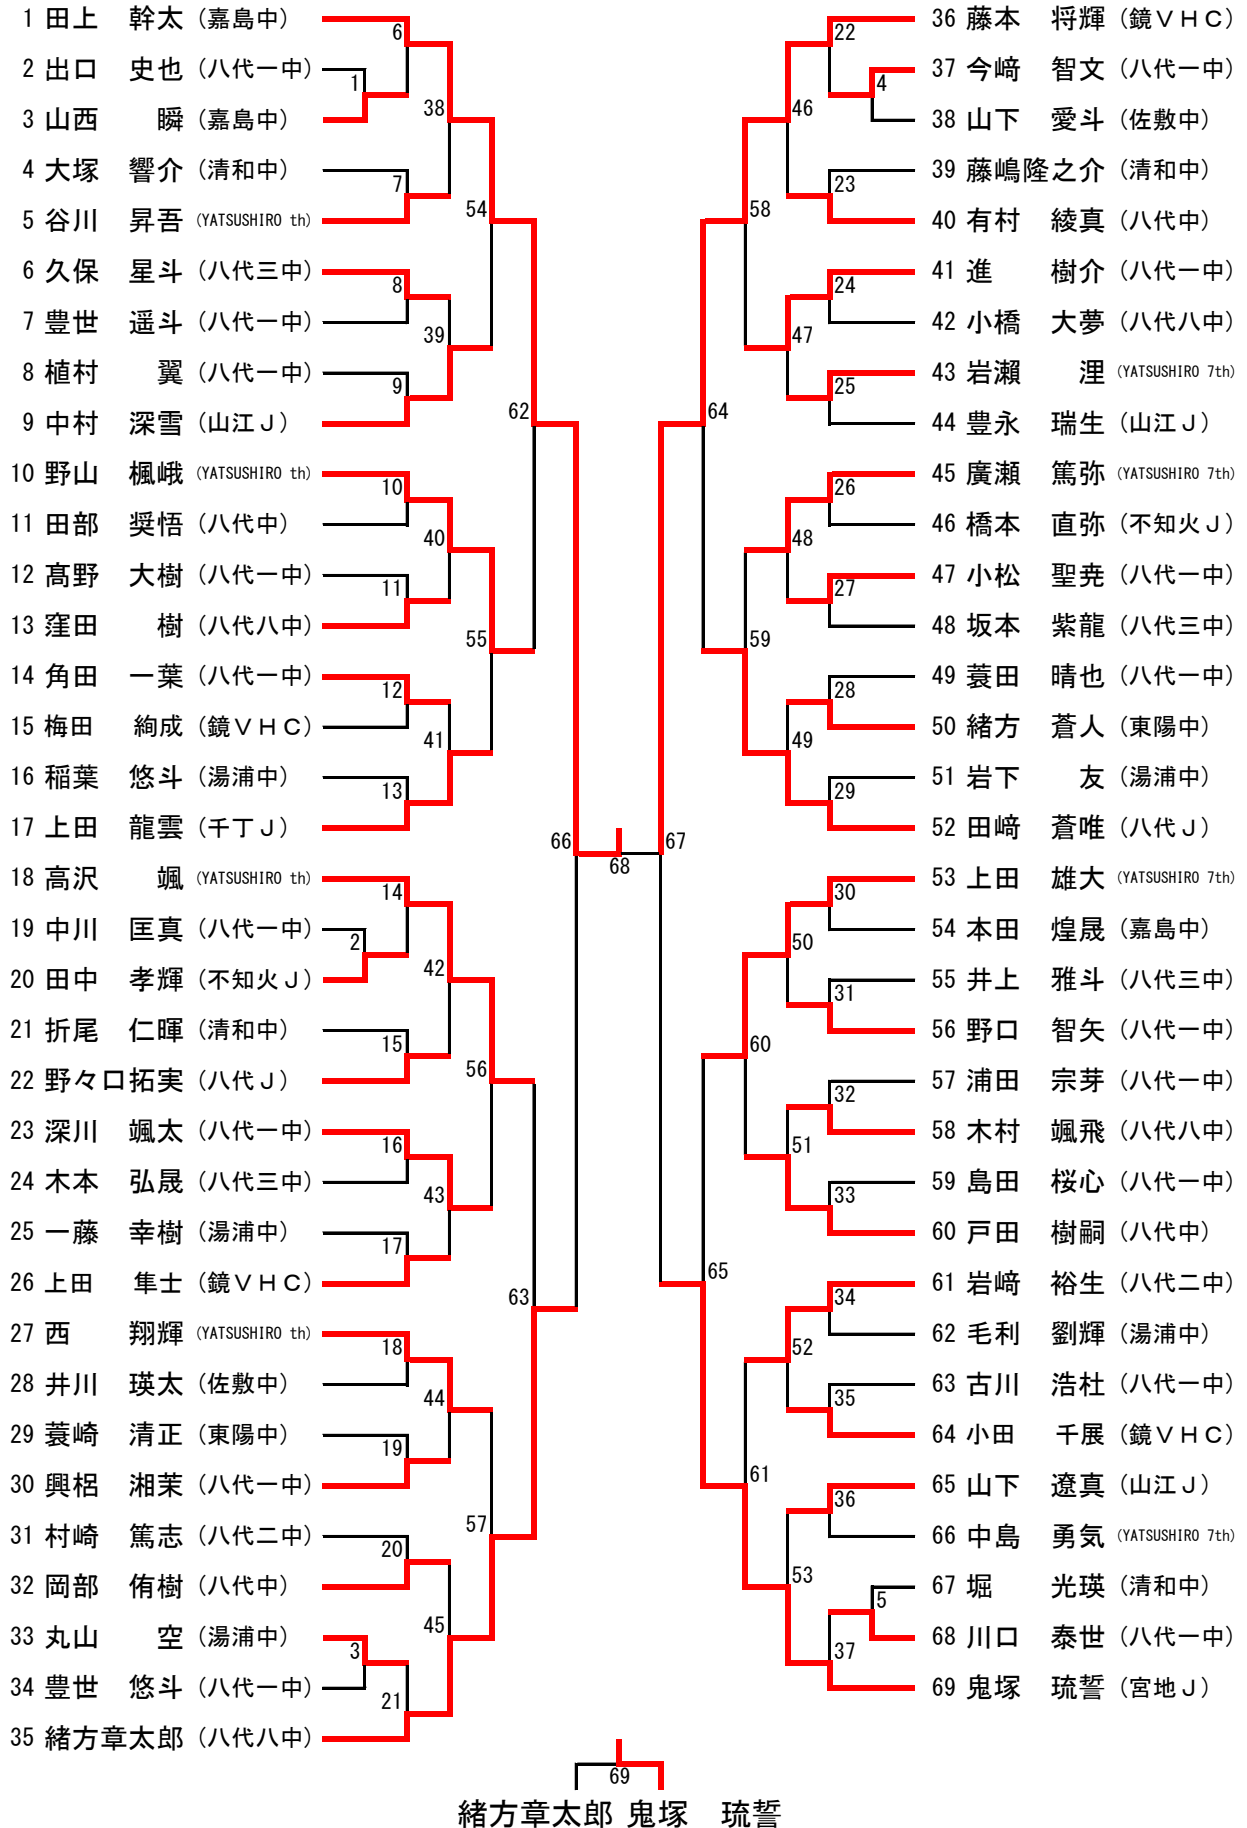 1 田上 幹太 (嘉島中)
2 出口 史也 (八代一中)
3 山西 瞬 (嘉島中)
4 大塚 響介 (清和中)
5 谷川 昇吾 (YATSUSHIRO th)
6 久保 星斗 (八代三中)
7 豊世 遥斗 (八代一中)
8 植村 翼 (八代一中)
9 中村 深雪 (山江J)
10 野山 楓峨 (YATSUSHIRO th)
11 田部 奨悟 (八代中)
12 髙野 大樹 (八代一中)
13 窪田 樹 (八代八中)
14 角田 一葉 (八代一中)
15 梅田 絢成 (鏡VHC)
16 稲葉 悠斗 (湯浦中)
17 上田 龍雲 (千丁J)
18 高沢 颯 (YATSUSHIRO th)
19 中川 匡真 (八代一中)
20 田中 孝輝 (不知火J)
21 折尾 仁暉 (清和中)
22 野々口拓実 (八代J)
23 深川 颯太 (八代一中)
24 木本 弘晟 (八代三中)
25 一藤 幸樹 (湯浦中)
26 上田 隼士 (鏡VHC)
27 西 翔輝 (YATSUSHIRO th)
28 井川 瑛太 (佐敷中)
29 蓑崎 清正 (東陽中)
30 興梠 湘茉 (八代一中)
31 村崎 篤志 (八代二中)
32 岡部 侑樹 (八代中)
33 丸山 空 (湯浦中)
34 豊世 悠斗 (八代一中)
35 緒方章太郎 (八代八中)
6
1
38
7
54
8
39
9
62
10
40
11
55
12
41
13
66
14
2
42
15
56
16
43
17
63
18
44
19
57
20
45
3
21
68
22
4
46
23
58
24
47
25
64
26
48
27
59
28
49
29
67
30
50
31
60
32
51
33
65
34
52
35
61
36
53
5
37
36 藤本 将輝 (鏡VHC)
37 今﨑 智文 (八代一中)
38 山下 愛斗 (佐敷中)
39 藤嶋隆之介 (清和中)
40 有村 綾真 (八代中)
41 進 樹介 (八代一中)
42 小橋 大夢 (八代八中)
43 岩瀬 浬 (YATSUSHIRO 7th)
44 豊永 瑞生 (山江J)
45 廣瀬 篤弥 (YATSUSHIRO 7th)
46 橋本 直弥 (不知火J)
47 小松 聖尭 (八代一中)
48 坂本 紫龍 (八代三中)
49 蓑田 晴也 (八代一中)
50 緒方 蒼人 (東陽中)
51 岩下 友 (湯浦中)
52 田﨑 蒼唯 (八代J)
53 上田 雄大 (YATSUSHIRO 7th)
54 本田 煌晟 (嘉島中)
55 井上 雅斗 (八代三中)
56 野口 智矢 (八代一中)
57 浦田 宗芽 (八代一中)
58 木村 颯飛 (八代八中)
59 島田 桜心 (八代一中)
60 戸田 樹嗣 (八代中)
61 岩﨑 裕生 (八代二中)
62 毛利 劉輝 (湯浦中)
63 古川 浩杜 (八代一中)
64 小田 千展 (鏡VHC)
65 山下 遼真 (山江J)
66 中島 勇気 (YATSUSHIRO 7th)
67 堀 光瑛 (清和中)
68 川口 泰世 (八代一中)
69 鬼塚 琉誓 (宮地J)
69
緒方章太郎 鬼塚 琉誓